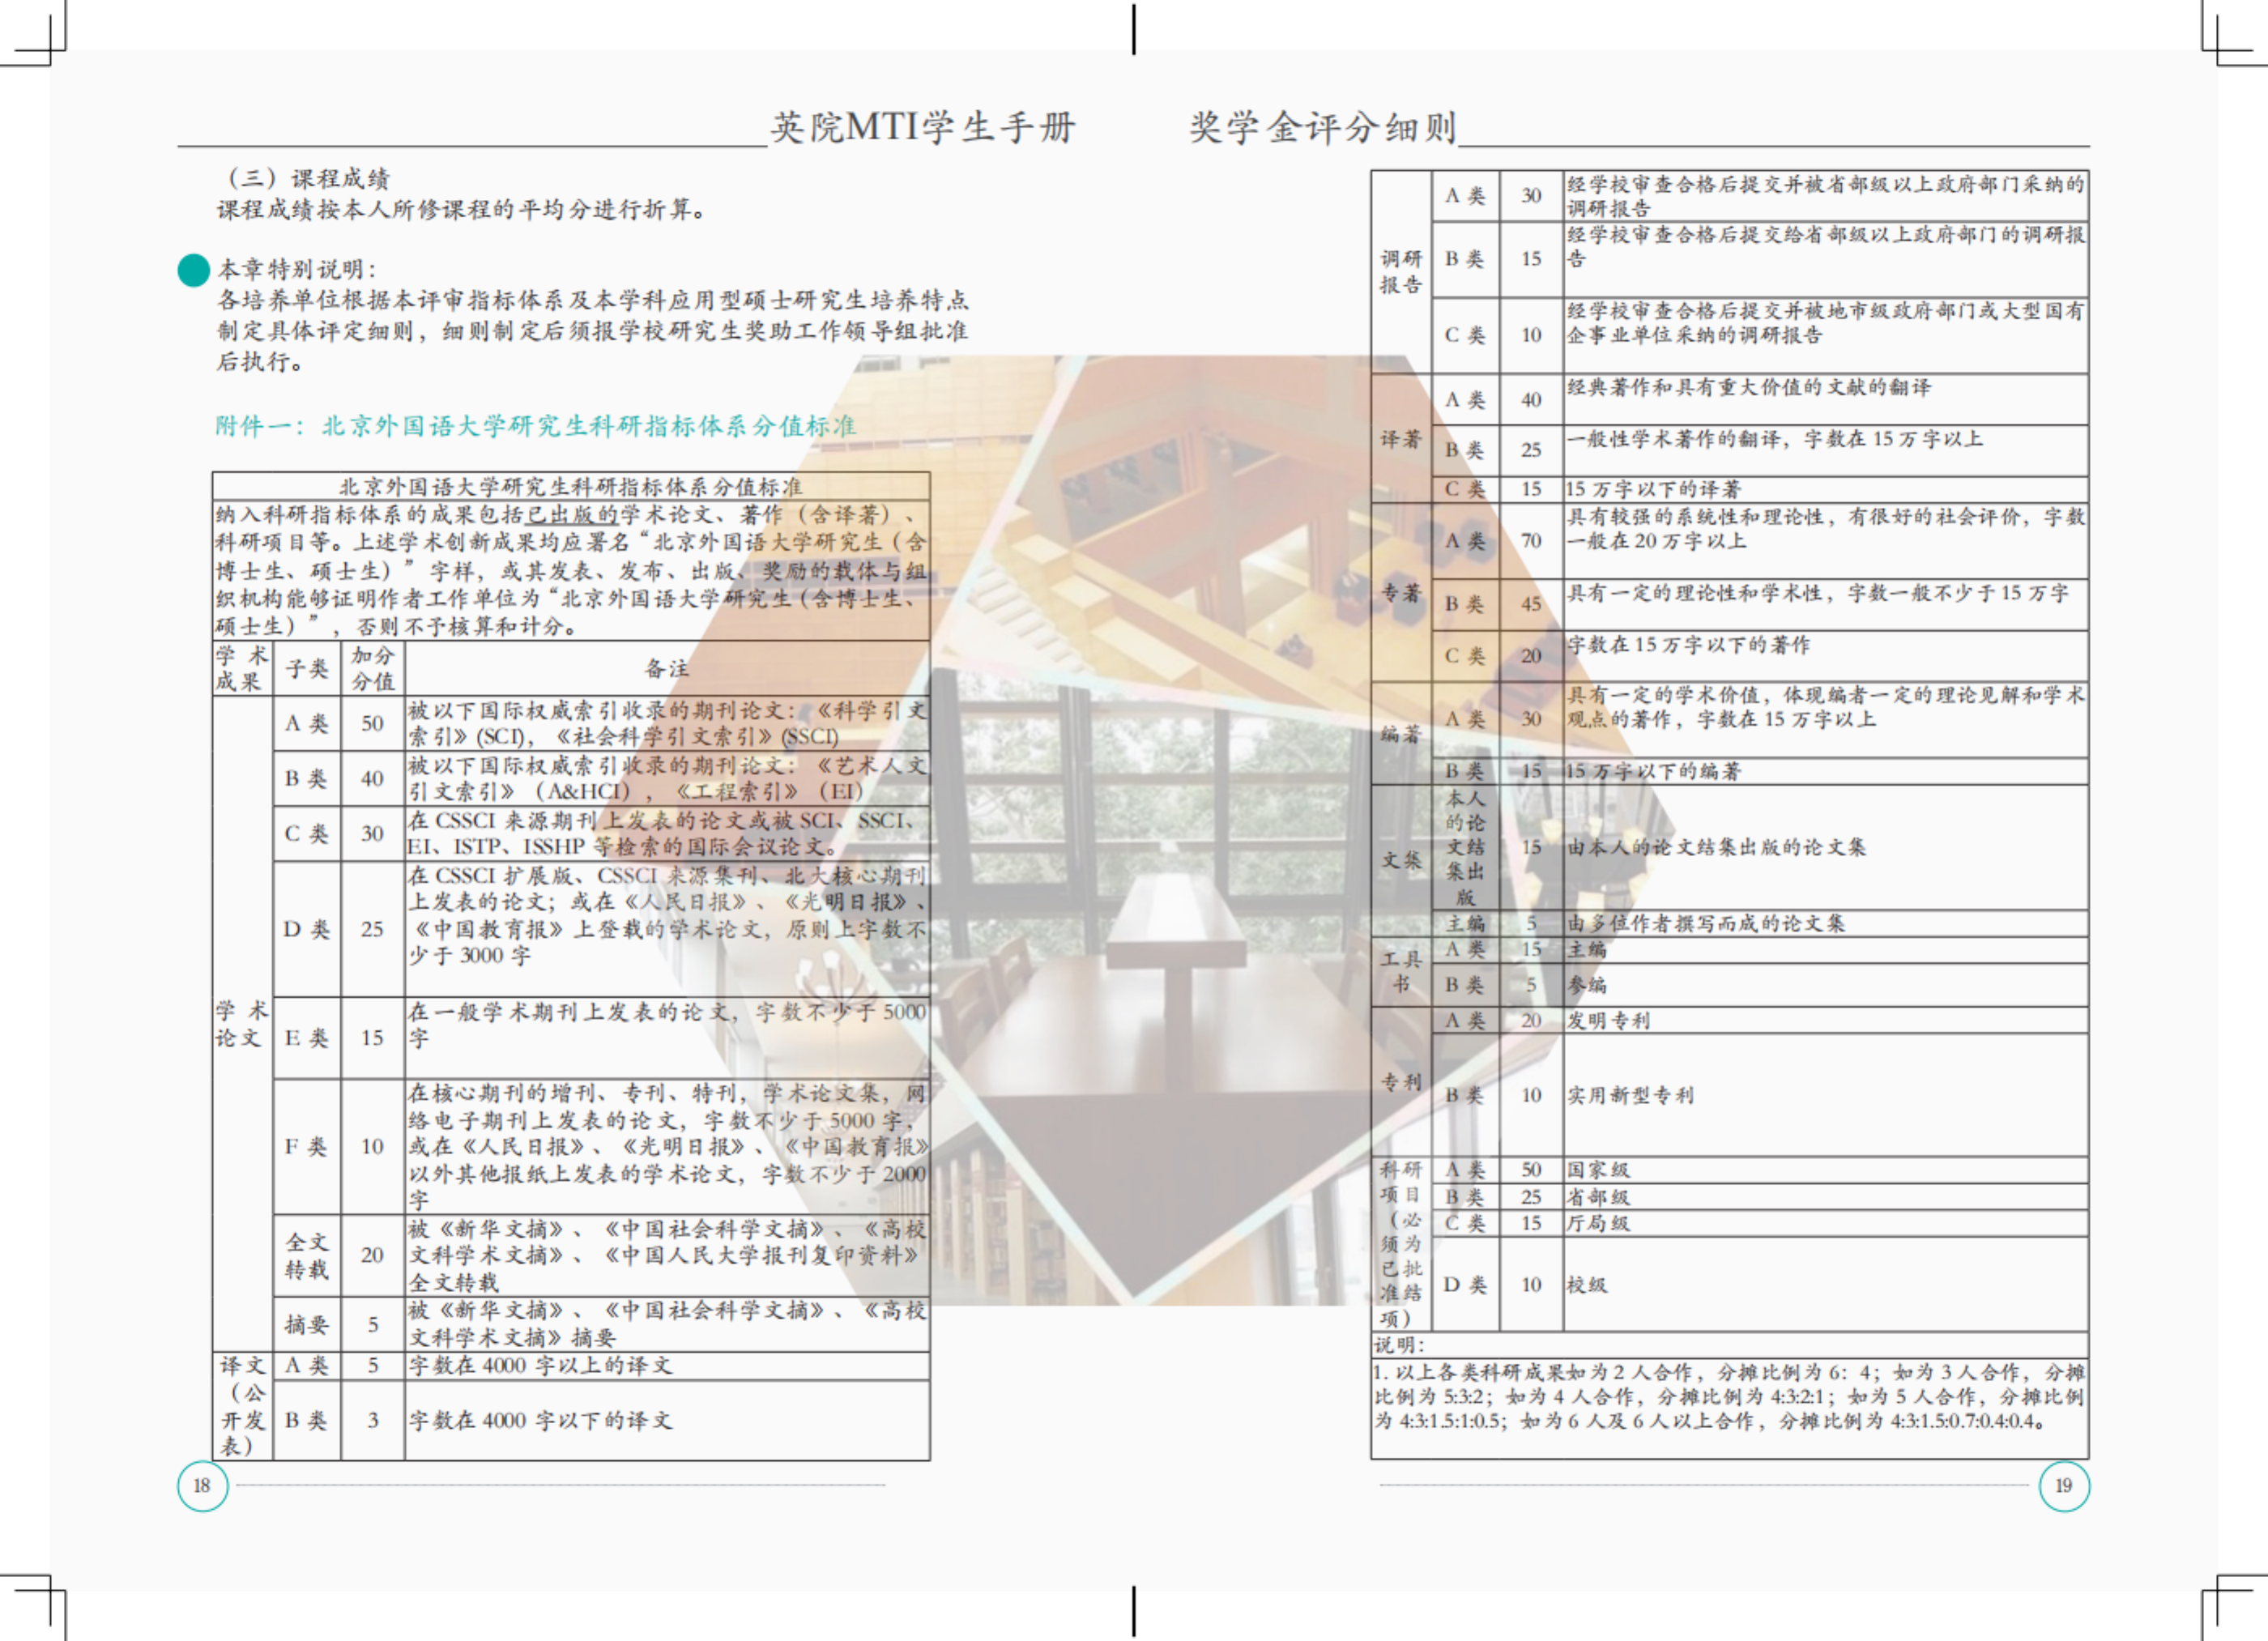 英院MTI学生手册
（三）课程成绩
课程成绩按本人所修课程的平均分进行折算。
本章特别说明：
各培养单位根据本评审指标体系及本学科应用型硕士研究生培养特点
制定具体评定细则，细则制定后须报学校研究生奖助工作领导组批准
后执行。
附件一：北京外国语大学研究生科研指标体系分值标准
北京外国语大学研究生科研指标体系分值标准
纳入科研指标体系的成果包括已出版的学术论文、著作（含译著）、
科研项目等。上述学术创新成果均应署名“北京外国语大学研究生（含
博士生、硕士生）”字样，或其发表、发布、出版、奖励的载体与组
织机构能够证明作者工作单位为“北京外国语大学研究生（含博士生、
硕士生）”，否则不予核算和计分。
学术
成果
子类
加分
分值
备注
学术
论文
A 类
50
被以下国际权威索引收录的期刊论文：《科学引文
索引》(SCI)，《社会科学引文索引》(SSCI)
B 类
40
被以下国际权威索引收录的期刊论文：《艺术人文
引文索引》（A&HCI），《工程索引》（EI）
C 类
30
在 CSSCI 来源期刊上发表的论文或被 SCI、SSCI、
EI、ISTP、ISSHP 等检索的国际会议论文。
D 类
25
在 CSSCI 扩展版、CSSCI 来源集刊、北大核心期刊
上发表的论文；或在《人民日报》、《光明日报》、
《中国教育报》上登载的学术论文，原则上字数不
少于 3000 字
E 类
15
在一般学术期刊上发表的论文，字数不少于 5000
字
F 类
10
在核心期刊的增刊、专刊、特刊，学术论文集，网
络电子期刊上发表的论文，字数不少于 5000 字，
或在《人民日报》、《光明日报》、《中国教育报》
以外其他报纸上发表的学术论文，字数不少于 2000
字
全文
转载
20
被《新华文摘》、《中国社会科学文摘》、《高校
文科学术文摘》、《中国人民大学报刊复印资料》
全文转载
摘要
5
被《新华文摘》、《中国社会科学文摘》、《高校
文科学术文摘》摘要
译文
（公
开发
表）
A 类
5
字数在 4000 字以上的译文
B 类
3
字数在 4000 字以下的译文
18
奖学金评分细则
调研
报告
A 类
30
经学校审查合格后提交并被省部级以上政府部门采纳的
调研报告
B 类
15
经学校审查合格后提交给省部级以上政府部门的调研报
告
C 类
10
经学校审查合格后提交并被地市级政府部门或大型国有
企事业单位采纳的调研报告
译著
A 类
40
经典著作和具有重大价值的文献的翻译
B 类
25
一般性学术著作的翻译，字数在 15 万字以上
C 类
15
15 万字以下的译著
专著
A 类
70
具有较强的系统性和理论性，有很好的社会评价，字数
一般在 20 万字以上
B 类
45
具有一定的理论性和学术性，字数一般不少于 15 万字
C 类
20
字数在 15 万字以下的著作
编著
A 类
30
具有一定的学术价值，体现编者一定的理论见解和学术
观点的著作，字数在 15 万字以上
B 类
15
15 万字以下的编著
文集
本人
的论
文结
集出
版
15
由本人的论文结集出版的论文集
主编
5
由多位作者撰写而成的论文集
工具
书
A 类
15
主编
B 类
5
参编
专利
A 类
20
发明专利
B 类
10
实用新型专利
科研
项目
（必
须为
已批
准结
项）
A 类
50
国家级
B 类
25
省部级
C 类
15
厅局级
D 类
10
校级
说明：
1. 以上各类科研成果如为 2 人合作，分摊比例为 6：4；如为 3 人合作，分摊
比例为 5:3:2；如为 4 人合作，分摊比例为 4:3:2:1；如为 5 人合作，分摊比例
为 4:3:1.5:1:0.5；如为 6 人及 6 人以上合作，分摊比例为 4:3:1.5:0.7:0.4:0.4。
19